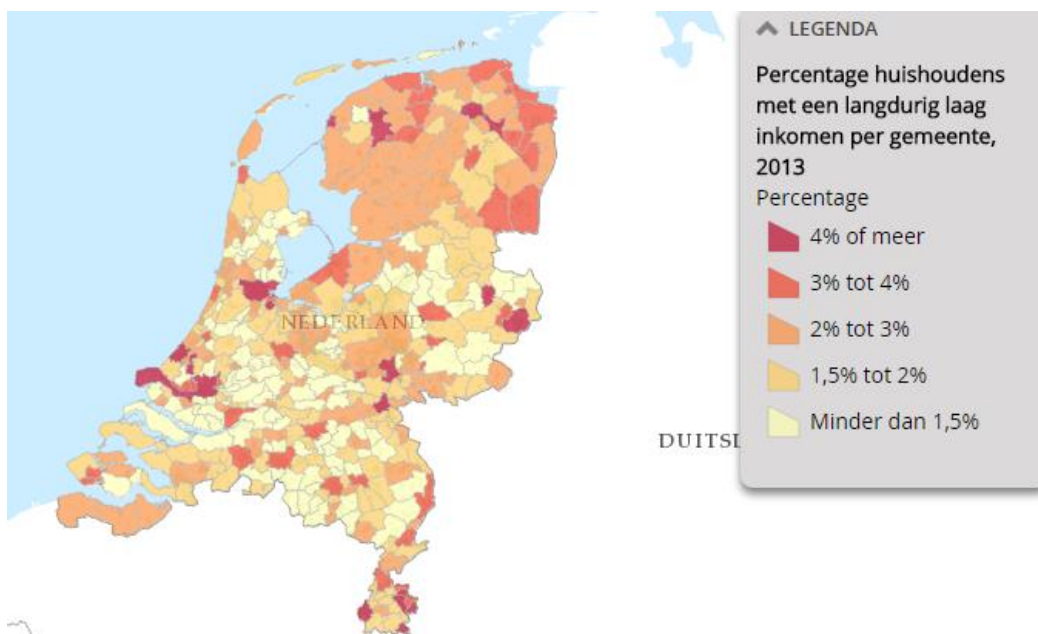 LEGENDA
Percentage huishoudens
met een langdurig laag
inkomen per gemeente,
2013
Percentage
4% of meer
3% tot 4%
2% tot 3%
1,5% tot 2%
Minder dan 1,5%
NEDERLAND
DUITSL